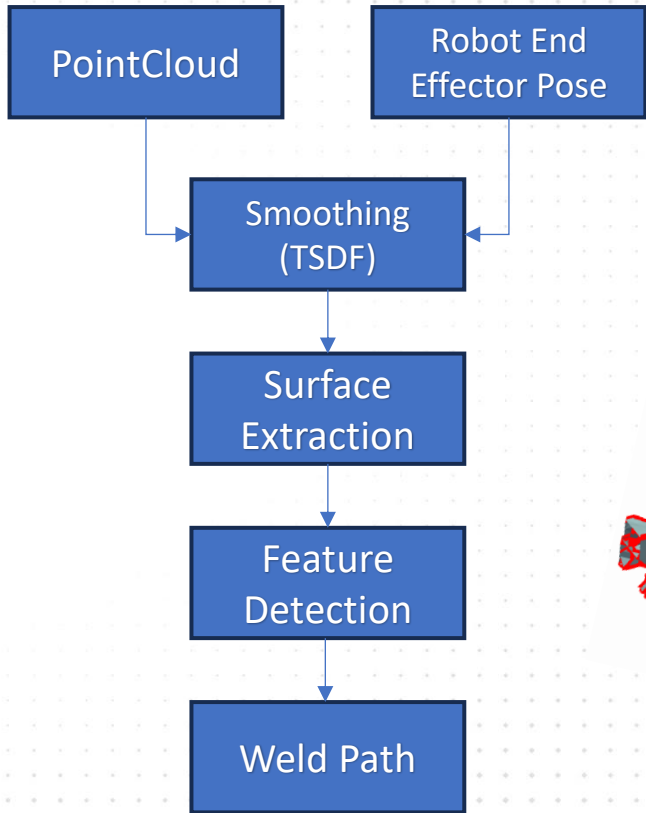 PointCloud
Robot End
Effector Pose
Smoothing
(TSDF)
Surface
Extraction
Feature
Detection
Weld Path